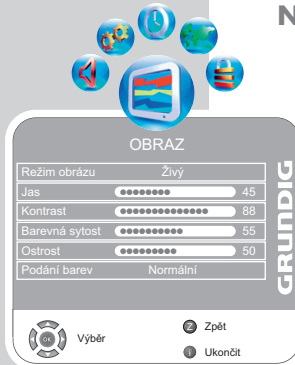 N
OBRAZ
Režim obrázu Živý
Jas 45
Kontrast 88
Barevná sytost 55
Ostrost 50
Podání barev Normální
GRUNDIG
OK
Výběr
Z Zpět
i Ukončit